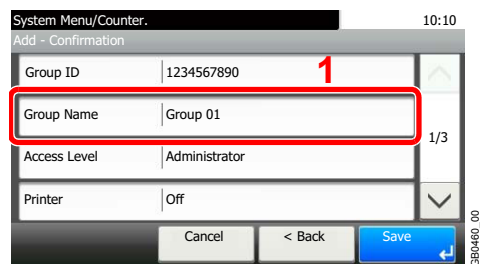 System Menu/Counter. 10:10
Add - Confirmation
Group ID 1234567890 1
Group Name Group 01
1/3
Access Level Administrator
Printer Off
Cancel < Back Save
GB0460_00